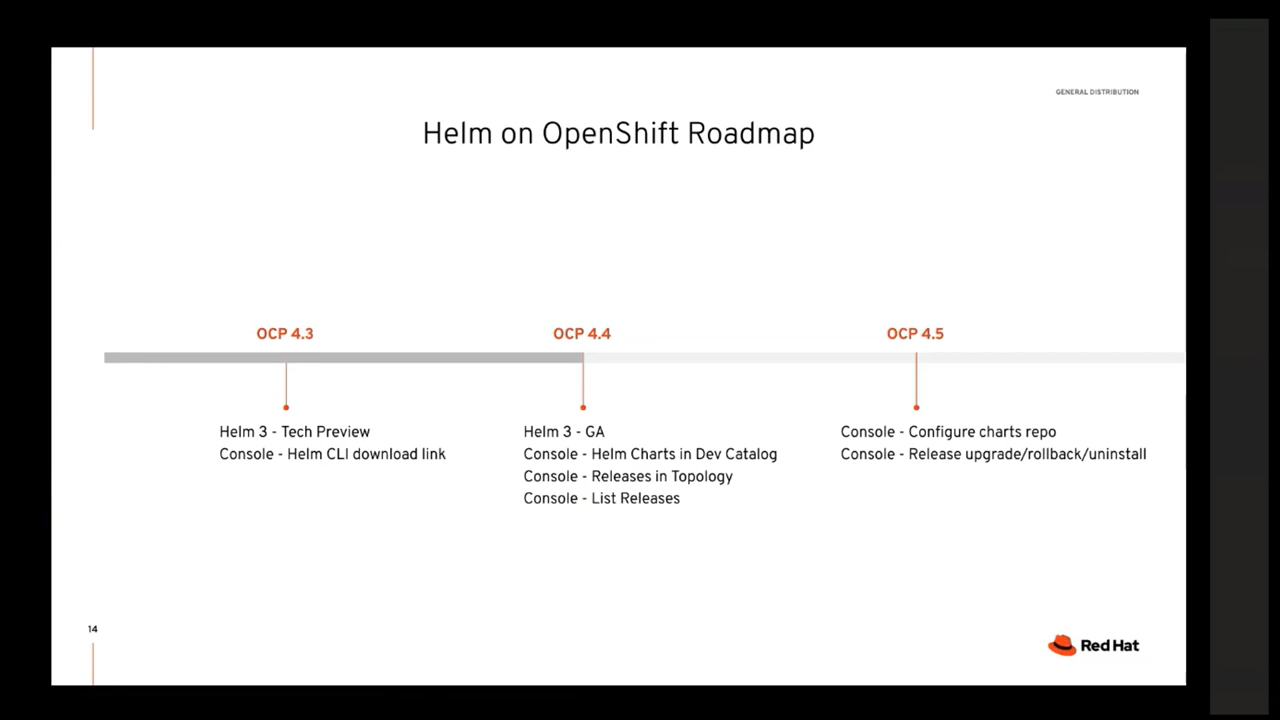 GENERAL DISTRIBUTION
Helm on OpenShift Roadmap
OCP 4.3
Helm 3 - Tech Preview
Console - Helm CLI download link
OCP 4.4
Helm 3 - GA
Console - Helm Charts in Dev Catalog
Console - Releases in Topology
Console - List Releases
OCP 4.5
Console - Configure charts repo
Console - Release upgrade/rollback/uninstall
14
Red Hat